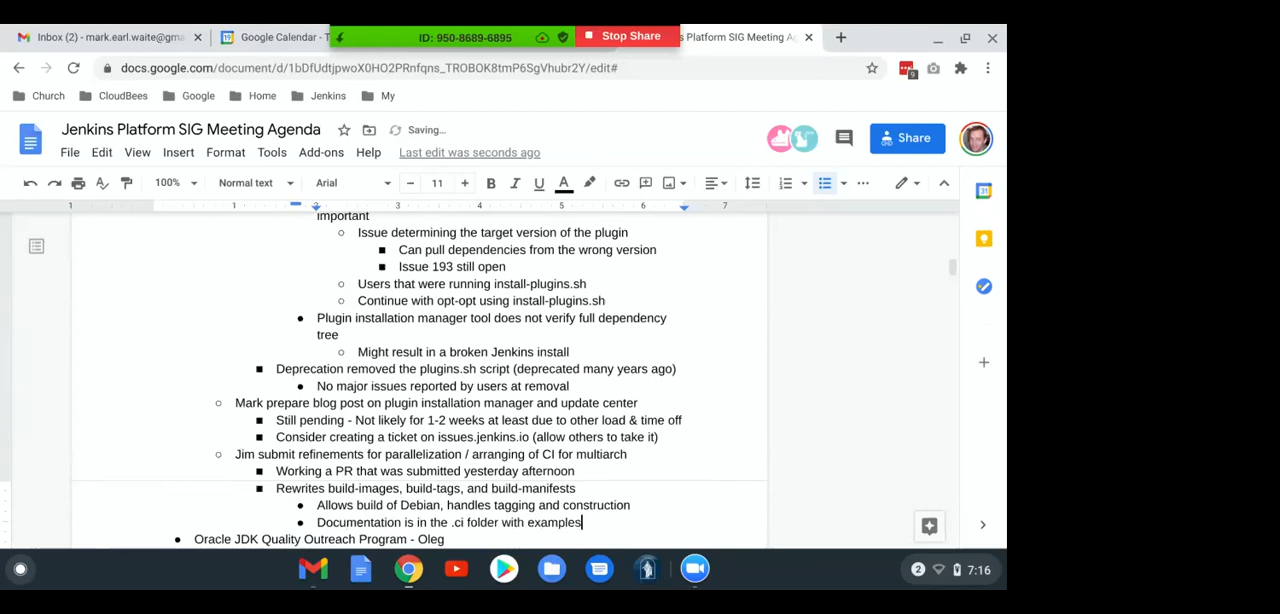 Inbox (2) - mark.earl.waite@gma
Google Calendar - T
ID: 950-8689-6895
Stop Share
s Platform SIG Meeting Ag
docs.google.com/document/d/1bDfUdtjpwoX0HO2PRnfqns_TROBOK8tmP6SgVhubr2Y/edit#
9
Church
CloudBees
Google
Home
Jenkins
My
Jenkins Platform SIG Meeting Agenda
Saving…
Share
File Edit View Insert Format Tools Add-ons Help Last edit was seconds ago
100% Normal text Arial 11 B I U A
1 1 2 3 4 5 6 7
important
○ Issue determining the target version of the plugin
■ Can pull dependencies from the wrong version
■ Issue 193 still open
○ Users that were running install-plugins.sh
○ Continue with opt-opt using install-plugins.sh
● Plugin installation manager tool does not verify full dependency
tree
○ Might result in a broken Jenkins install
■ Deprecation removed the plugins.sh script (deprecated many years ago)
● No major issues reported by users at removal
○ Mark prepare blog post on plugin installation manager and update center
■ Still pending - Not likely for 1-2 weeks at least due to other load & time off
■ Consider creating a ticket on issues.jenkins.io (allow others to take it)
○ Jim submit refinements for parallelization / arranging of CI for multiarch
■ Working a PR that was submitted yesterday afternoon
■ Rewrites build-images, build-tags, and build-manifests
● Allows build of Debian, handles tagging and construction
● Documentation is in the .ci folder with examples
● Oracle JDK Quality Outreach Program - Oleg
2 7:16